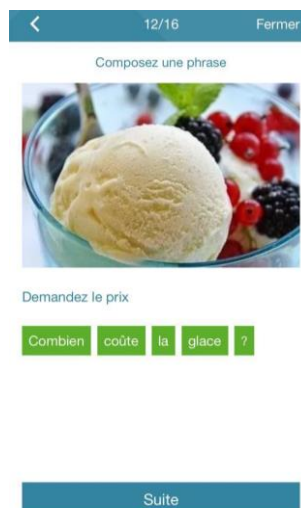 12/16 Fermer
Composez une phrase
Demandez le prix
Combien coûte la glace ?
Suite